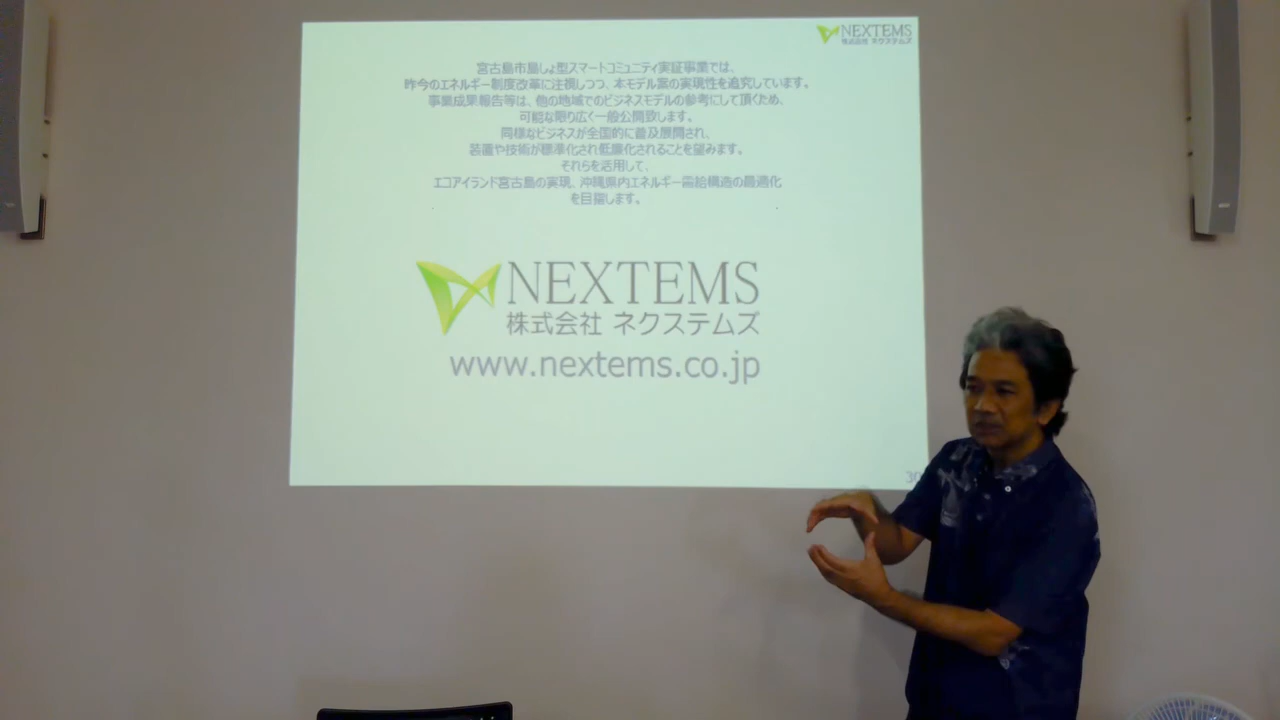 NEXTEMS
株式会社 ネクステムズ
宮古島市島しょ型スマートコミュニティ実証事業では、
昨今のエネルギー制度改革に注視しつつ、本モデル案の実現性を追究しています。
事業成果報告等は、他の地域でのビジネスモデルの参考にして頂くため、
可能な限り広く一般公開致します。
同様なビジネスが全国的に普及展開され、
装置や技術が標準化され低廉化されることを望みます。
それらを活用して、
エコアイランド宮古島の実現、沖縄県内エネルギー需給構造の最適化
を目指します。
NEXTEMS
株式会社 ネクステムズ
www.nextems.co.jp